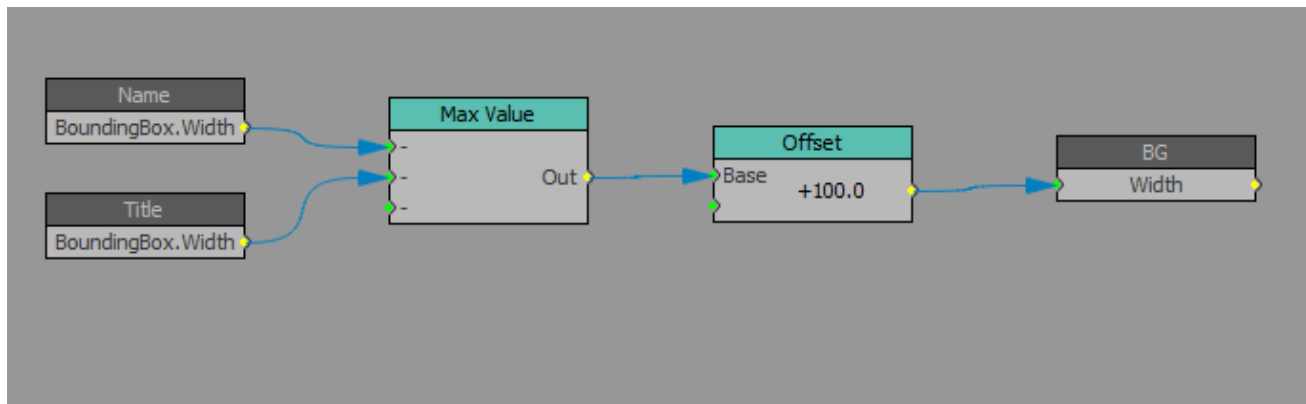 Name
BoundingBox.Width
Title
BoundingBox.Width
Max Value
-
-
Out
-
Offset
Base
+100.0
BG
Width